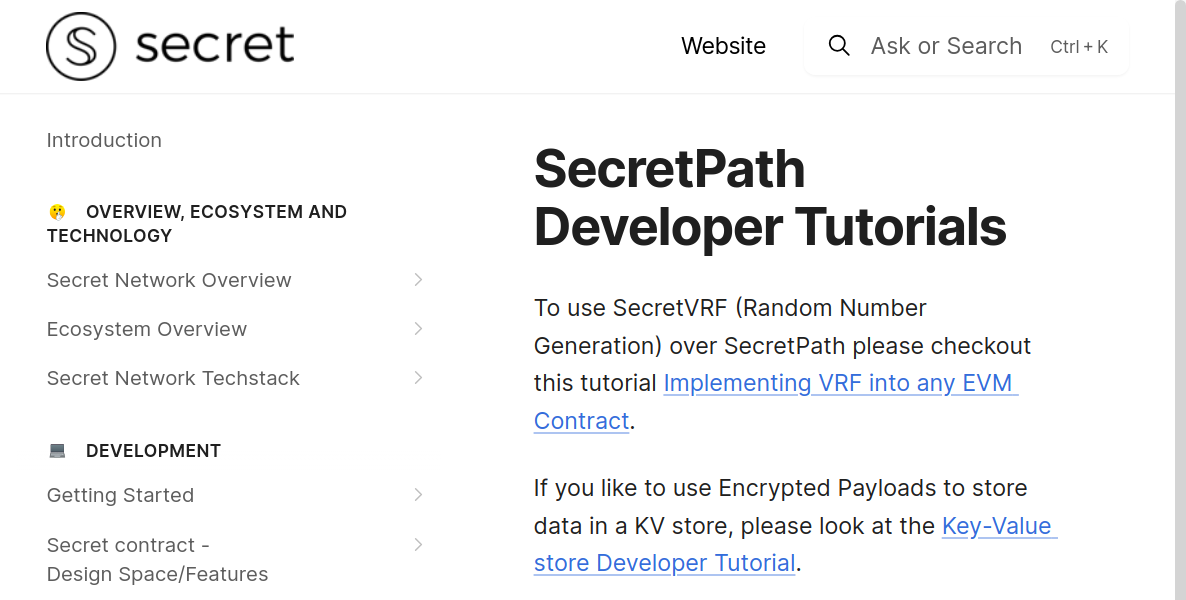 secret
Website
Ask or Search
Ctrl + K
Introduction
OVERVIEW, ECOSYSTEM AND
TECHNOLOGY
Secret Network Overview
Ecosystem Overview
Secret Network Techstack
DEVELOPMENT
Getting Started
Secret contract -
Design Space/Features
SecretPath
Developer Tutorials
To use SecretVRF (Random Number
Generation) over SecretPath please checkout
this tutorial Implementing VRF into any EVM
Contract.
If you like to use Encrypted Payloads to store
data in a KV store, please look at the Key-Value
store Developer Tutorial.